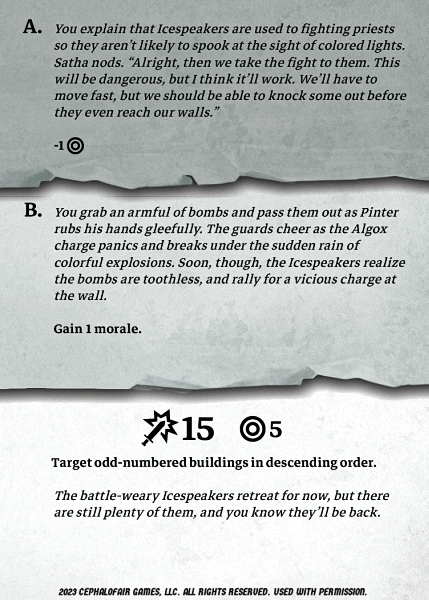 A. You explain that Icespeakers are used to fighting priests
so they aren't likely to spook at the sight of colored lights.
Satha nods. “Alright, then we take the fight to them. This
will be dangerous, but I think it'll work. We'll have to
move fast, but we should be able to knock some out before
they even reach our walls.”
-1
B. You grab an armful of bombs and pass them out as Pinter
rubs his hands gleefully. The guards cheer as the Algox
charge panics and breaks under the sudden rain of
colorful explosions. Soon, though, the Icespeakers realize
the bombs are toothless, and rally for a vicious charge at
the wall.
Gain 1 morale.
15 5
Target odd-numbered buildings in descending order.
The battle-weary Icespeakers retreat for now, but there
are still plenty of them, and you know they'll be back.
2023 CEPHALOFAIR GAMES, LLC. ALL RIGHTS RESERVED. USED WITH PERMISSION.